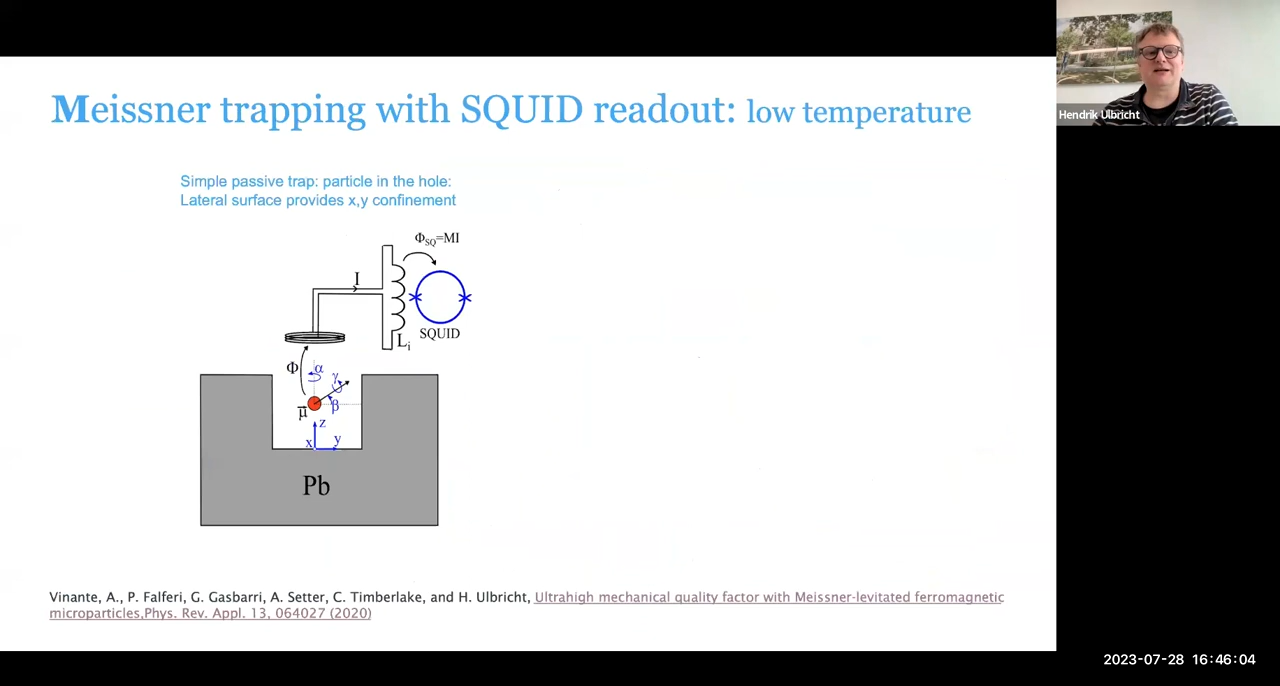 Meissner trapping with SQUID readout: low temperature
Hendrik Ulbricht
Simple passive trap: particle in the hole:
Lateral surface provides x,y confinement
ΦSQ=MI
I
SQUID
Li
Φ
α
γ
β
μ
z
x
y
Pb
Vinante, A., P. Falferi, G. Gasbarri, A. Setter, C. Timberlake, and H. Ulbricht, Ultrahigh mechanical quality factor with Meissner-levitated ferromagnetic
microparticles,Phys. Rev. Appl. 13, 064027 (2020)
2023-07-28 16:46:04